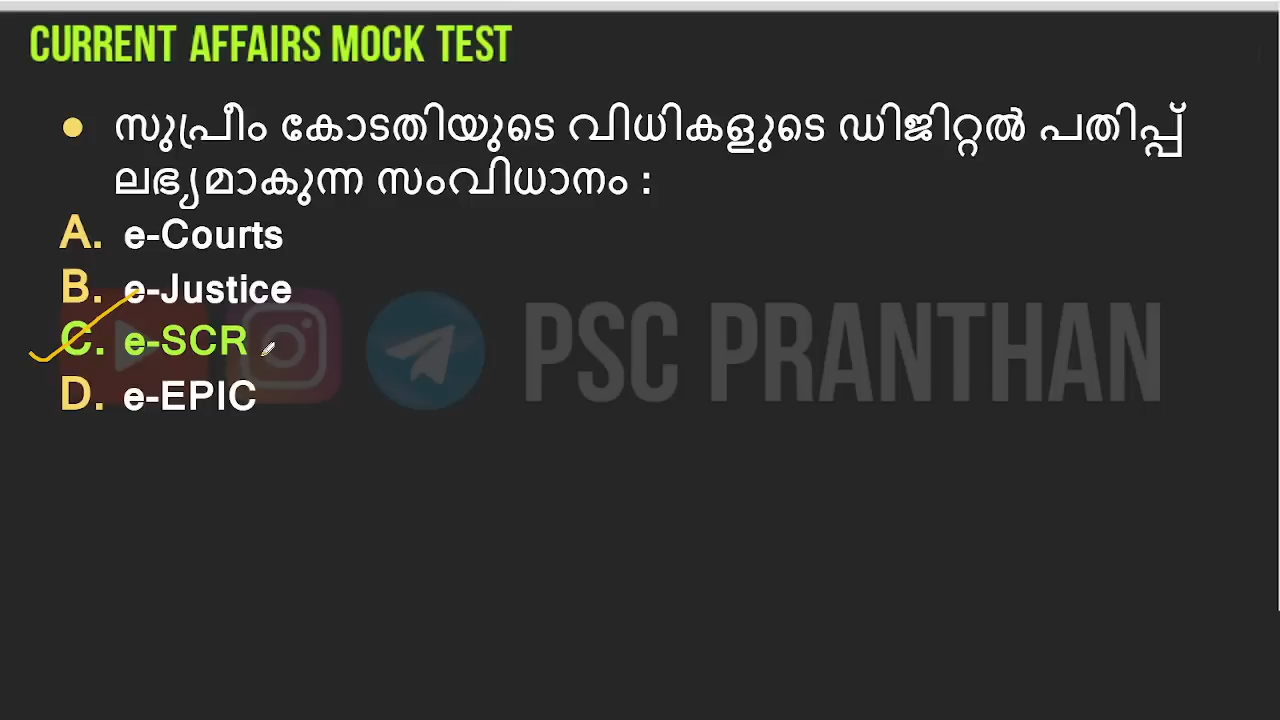 CURRENT AFFAIRS MOCK TEST
● സുപ്രീം കോടതിയുടെ വിധികളുടെ ഡിജിറ്റൽ പതിപ്പ്
ലഭ്യമാകുന്ന സംവിധാനം :
A. e-Courts
B. e-Justice
C. e-SCR
D. e-EPIC
PSC PRANTHAN